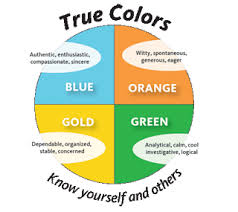 True Colors
Authentic, enthusiastic,
compassionate, sincere
Witty, spontaneous,
generous, eager
BLUE
ORANGE
GOLD
GREEN
Dependable, organized,
stable, concerned
Analytical, calm, cool
investigative, logical
Know yourself and others